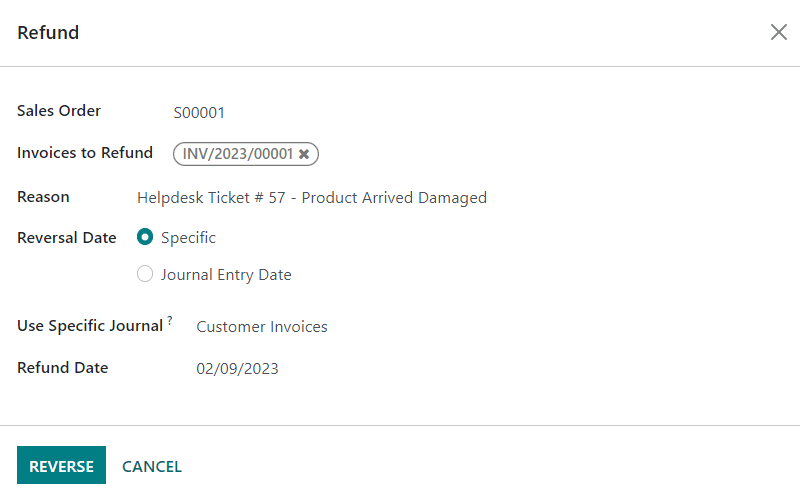 Refund
Sales Order S00001
Invoices to Refund INV/2023/00001
Reason Helpdesk Ticket # 57 - Product Arrived Damaged
Reversal Date Specific
Journal Entry Date
Use Specific Journal ? Customer Invoices
Refund Date 02/09/2023
REVERSE CANCEL